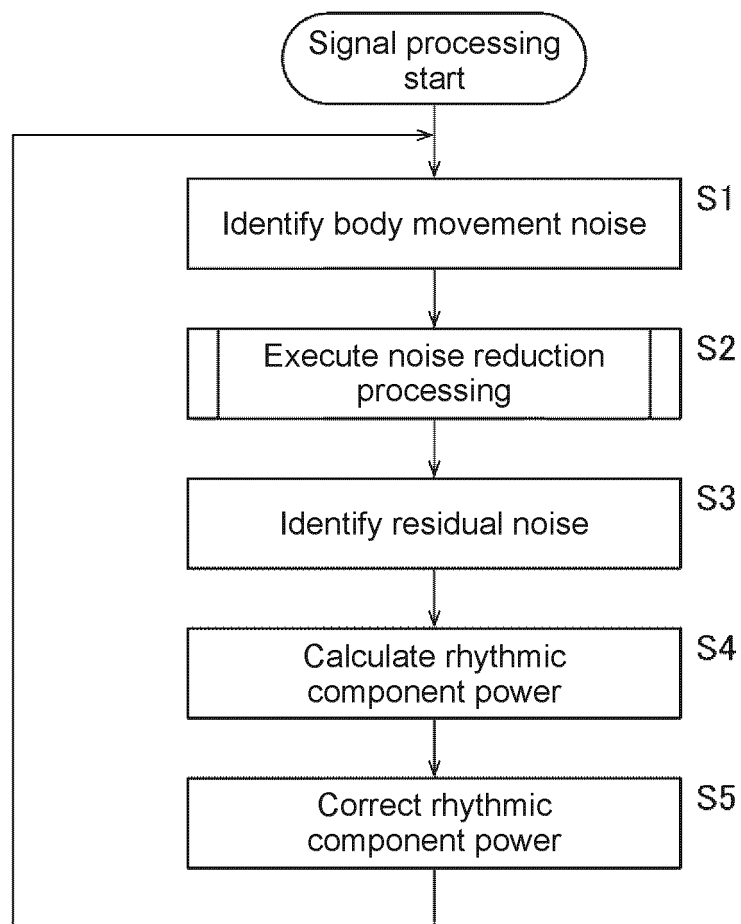 Signal processing
start
S1
Identify body movement noise
S2
Execute noise reduction
processing
S3
Identify residual noise
S4
Calculate rhythmic
component power
S5
Correct rhythmic
component power